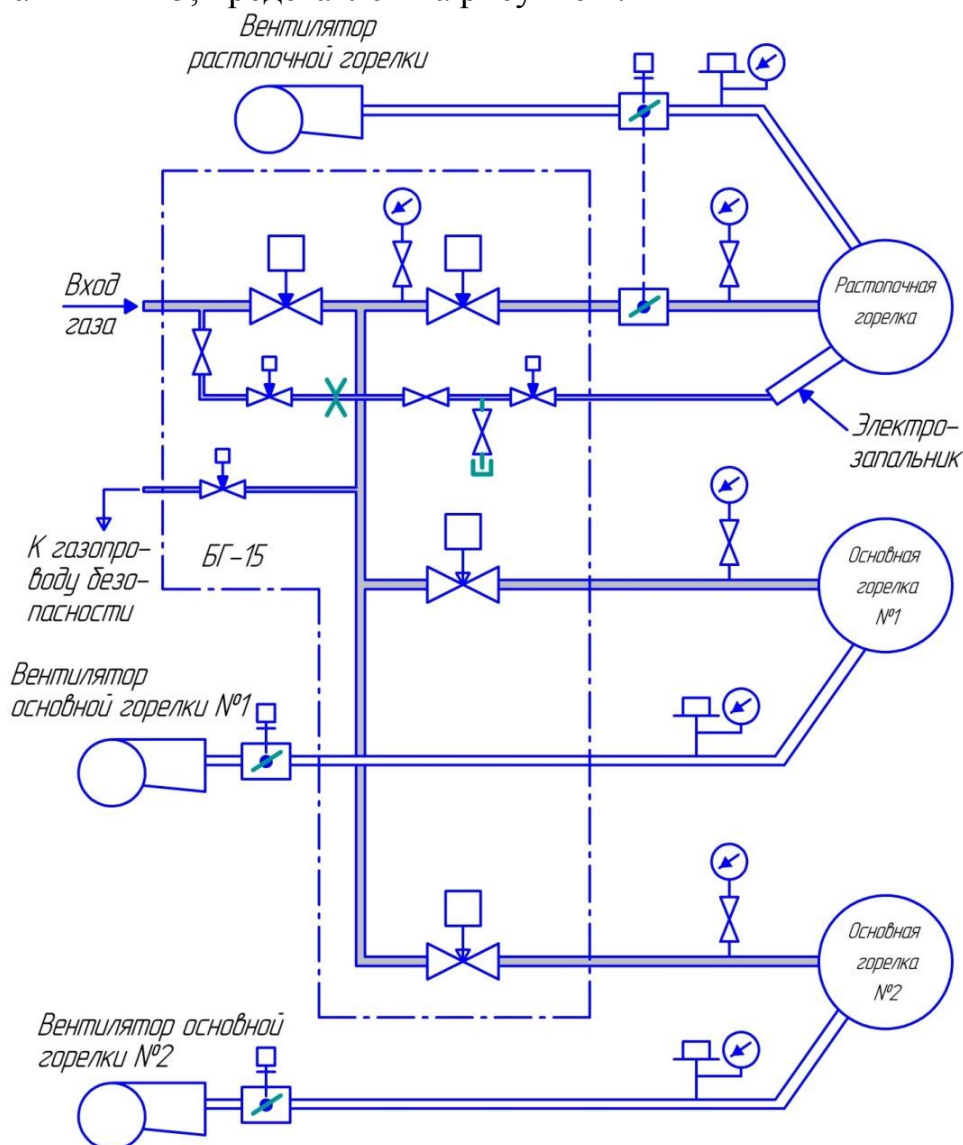 Вентилятор
растопочной горелки
Вход
газа
Растопочная
горелка
Электро-
запальник
К газопро-
воду безо-
пасности
БГ-15
Основная
горелка
№1
Вентилятор
основной горелки №1
Основная
горелка
№2
Вентилятор основной
горелки №2